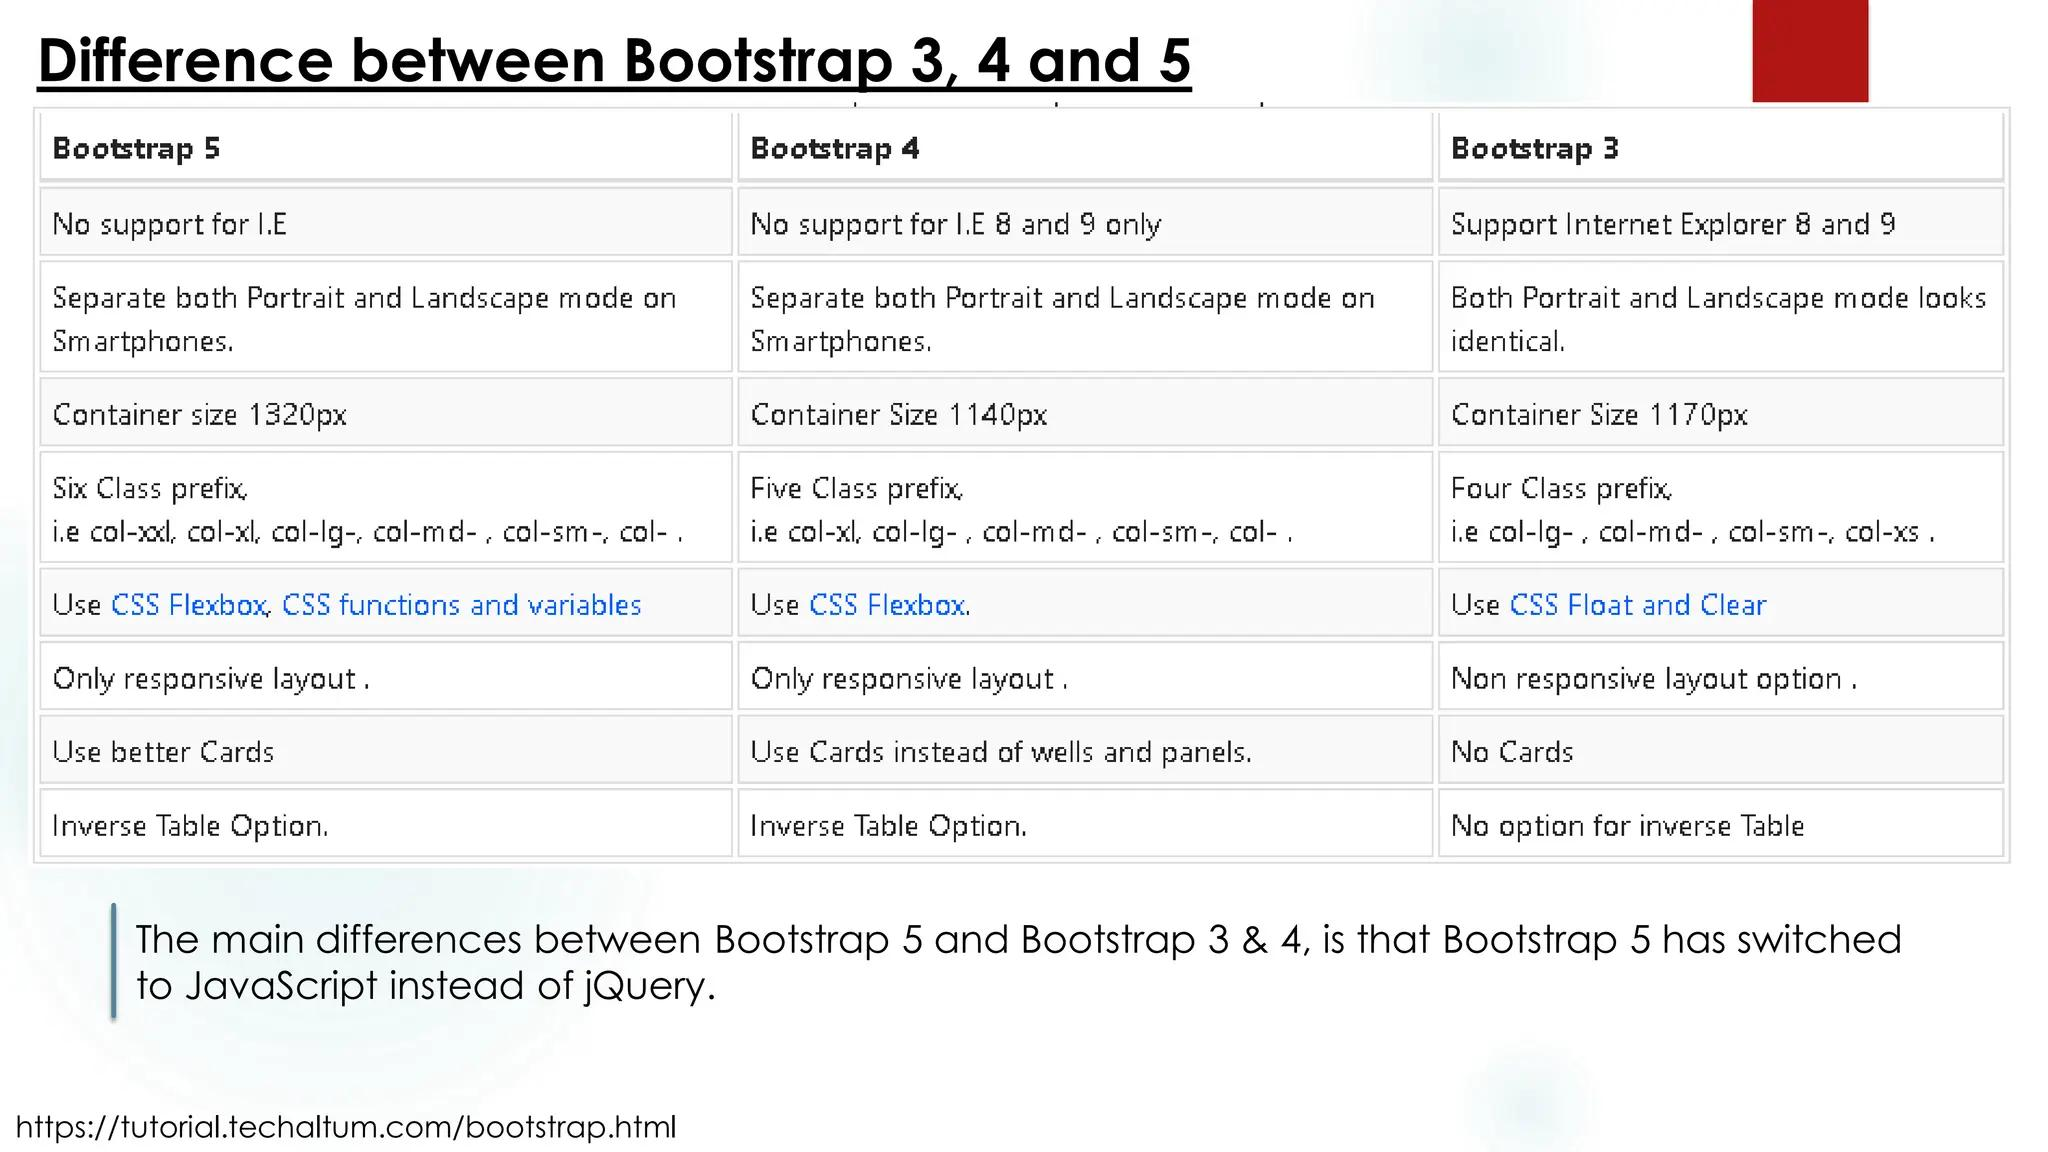 Difference between Bootstrap 3, 4 and 5
Bootstrap 5 Bootstrap 4 Bootstrap 3
No support for I.E No support for I.E 8 and 9 only Support Internet Explorer 8 and 9
Separate both Portrait and Landscape mode on Smartphones. Separate both Portrait and Landscape mode on Smartphones. Both Portrait and Landscape mode looks identical.
Container size 1320px Container Size 1140px Container Size 1170px
Six Class prefix, i.e col-xxl, col-xl, col-lg-, col-md- , col-sm-, col- . Five Class prefix, i.e col-xl, col-lg- , col-md- , col-sm-, col- . Four Class prefix, i.e col-lg- , col-md- , col-sm-, col-xs .
Use CSS Flexbox, CSS functions and variables Use CSS Flexbox. Use CSS Float and Clear
Only responsive layout . Only responsive layout . Non responsive layout option .
Use better Cards Use Cards instead of wells and panels. No Cards
Inverse Table Option. Inverse Table Option. No option for inverse Table
The main differences between Bootstrap 5 and Bootstrap 3 & 4, is that Bootstrap 5 has switched
to JavaScript instead of jQuery.
https://tutorial.techaltum.com/bootstrap.html